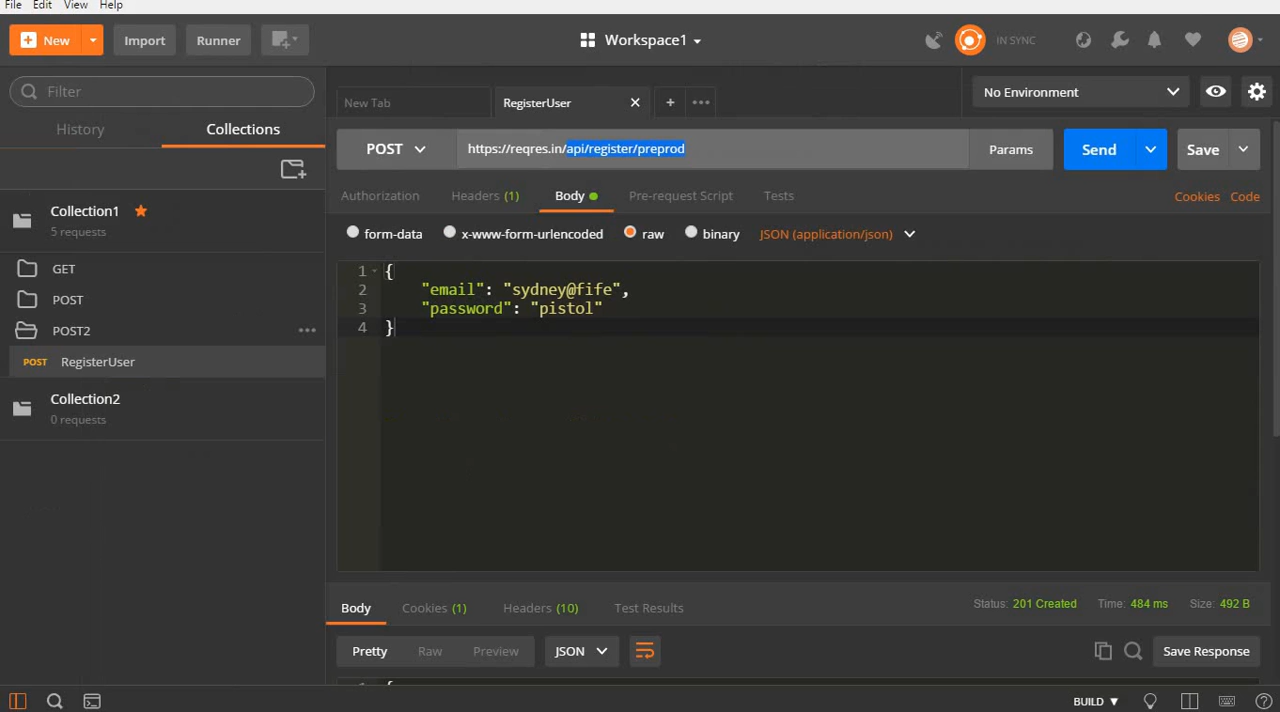 File Edit View Help
New Import Runner Workspace1 IN SYNC
Filter New Tab RegisterUser No Environment
History Collections
POST https://reqres.in/api/register/preprod Params Send Save
Authorization Headers (1) Body Pre-request Script Tests Cookies Code
Collection1
5 requests
form-data x-www-form-urlencoded raw binary JSON (application/json)
GET
POST
POST2
POST RegisterUser
Collection2
0 requests
1 {
2 "email": "sydney@fife",
3 "password": "pistol"
4 }
Body Cookies (1) Headers (10) Test Results Status: 201 Created Time: 484 ms Size: 492 B
Pretty Raw Preview JSON Save Response
BUILD